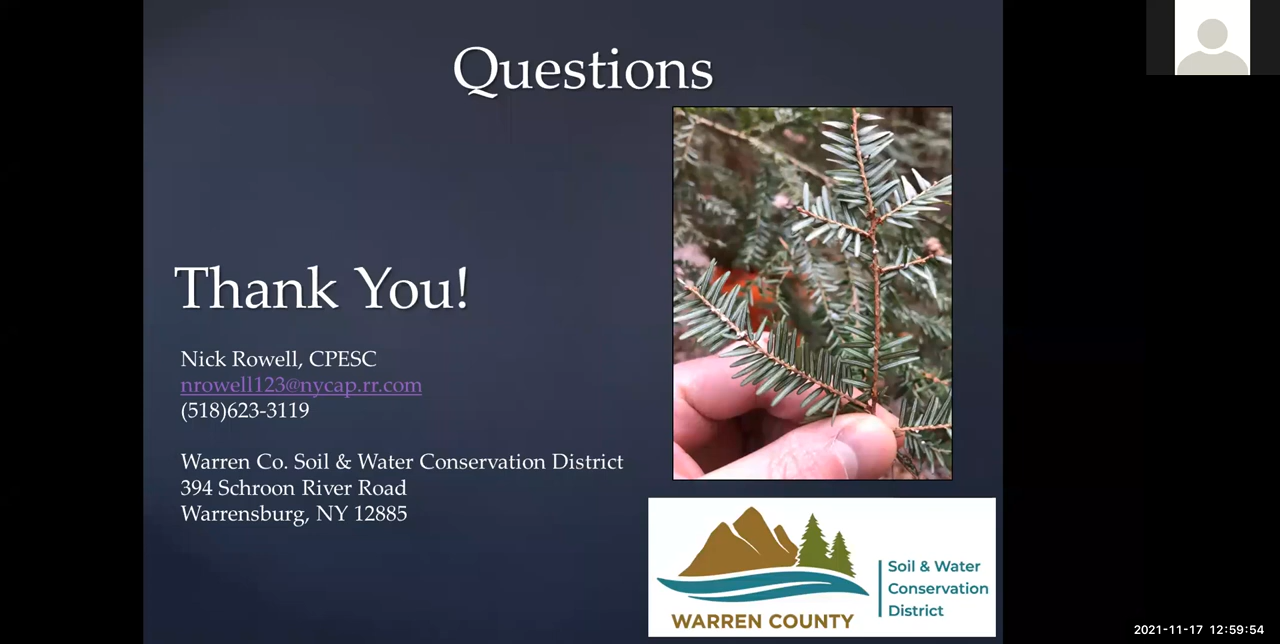 Questions
Thank You!
Nick Rowell, CPESC
nrowell123@nycap.rr.com
(518)623-3119
Warren Co. Soil & Water Conservation District
394 Schroon River Road
Warrensburg, NY 12885
WARREN COUNTY
Soil & Water
Conservation
District
2021-11-17 12:59:54